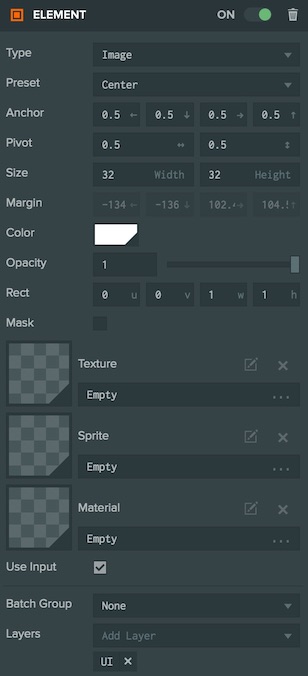 ELEMENT ON
Type Image
Preset Center
Anchor 0.5 ← 0.5 ↓ 0.5 → 0.5 ↑
Pivot 0.5 ↔ 0.5 ↕
Size 32 Width 32 Height
Margin -134 ← -136 ↓
Color
Opacity 1
Rect 0 u 0 v 1 w 1 h
Mask
Texture
Empty ...
Sprite
Empty ...
Material
Empty ...
Use Input
Batch Group None
Layers Add Layer
UI ✕